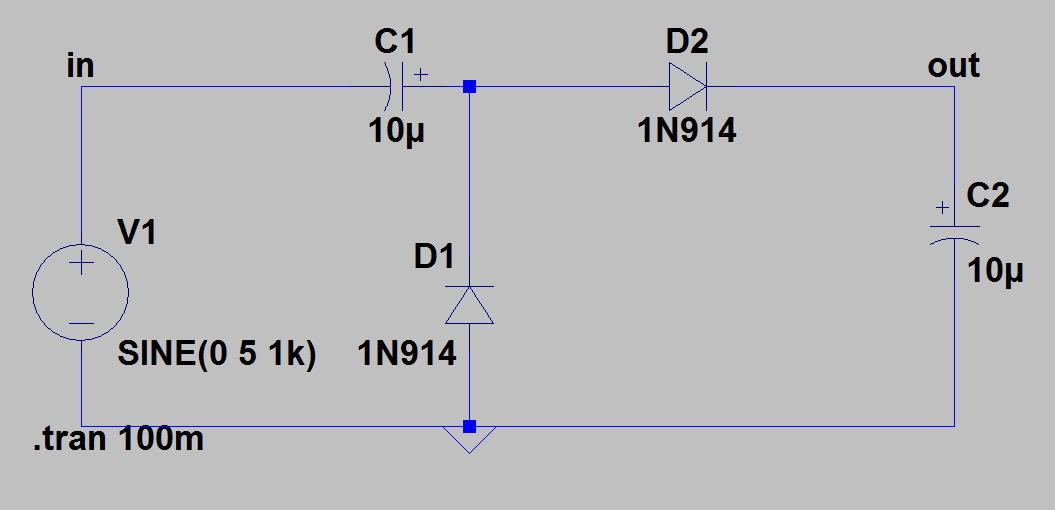 in
C1
+
10µ
D2
1N914
out
V1
+
−
SINE(0 5 1k)
D1
1N914
+
C2
10µ
.tran 100m